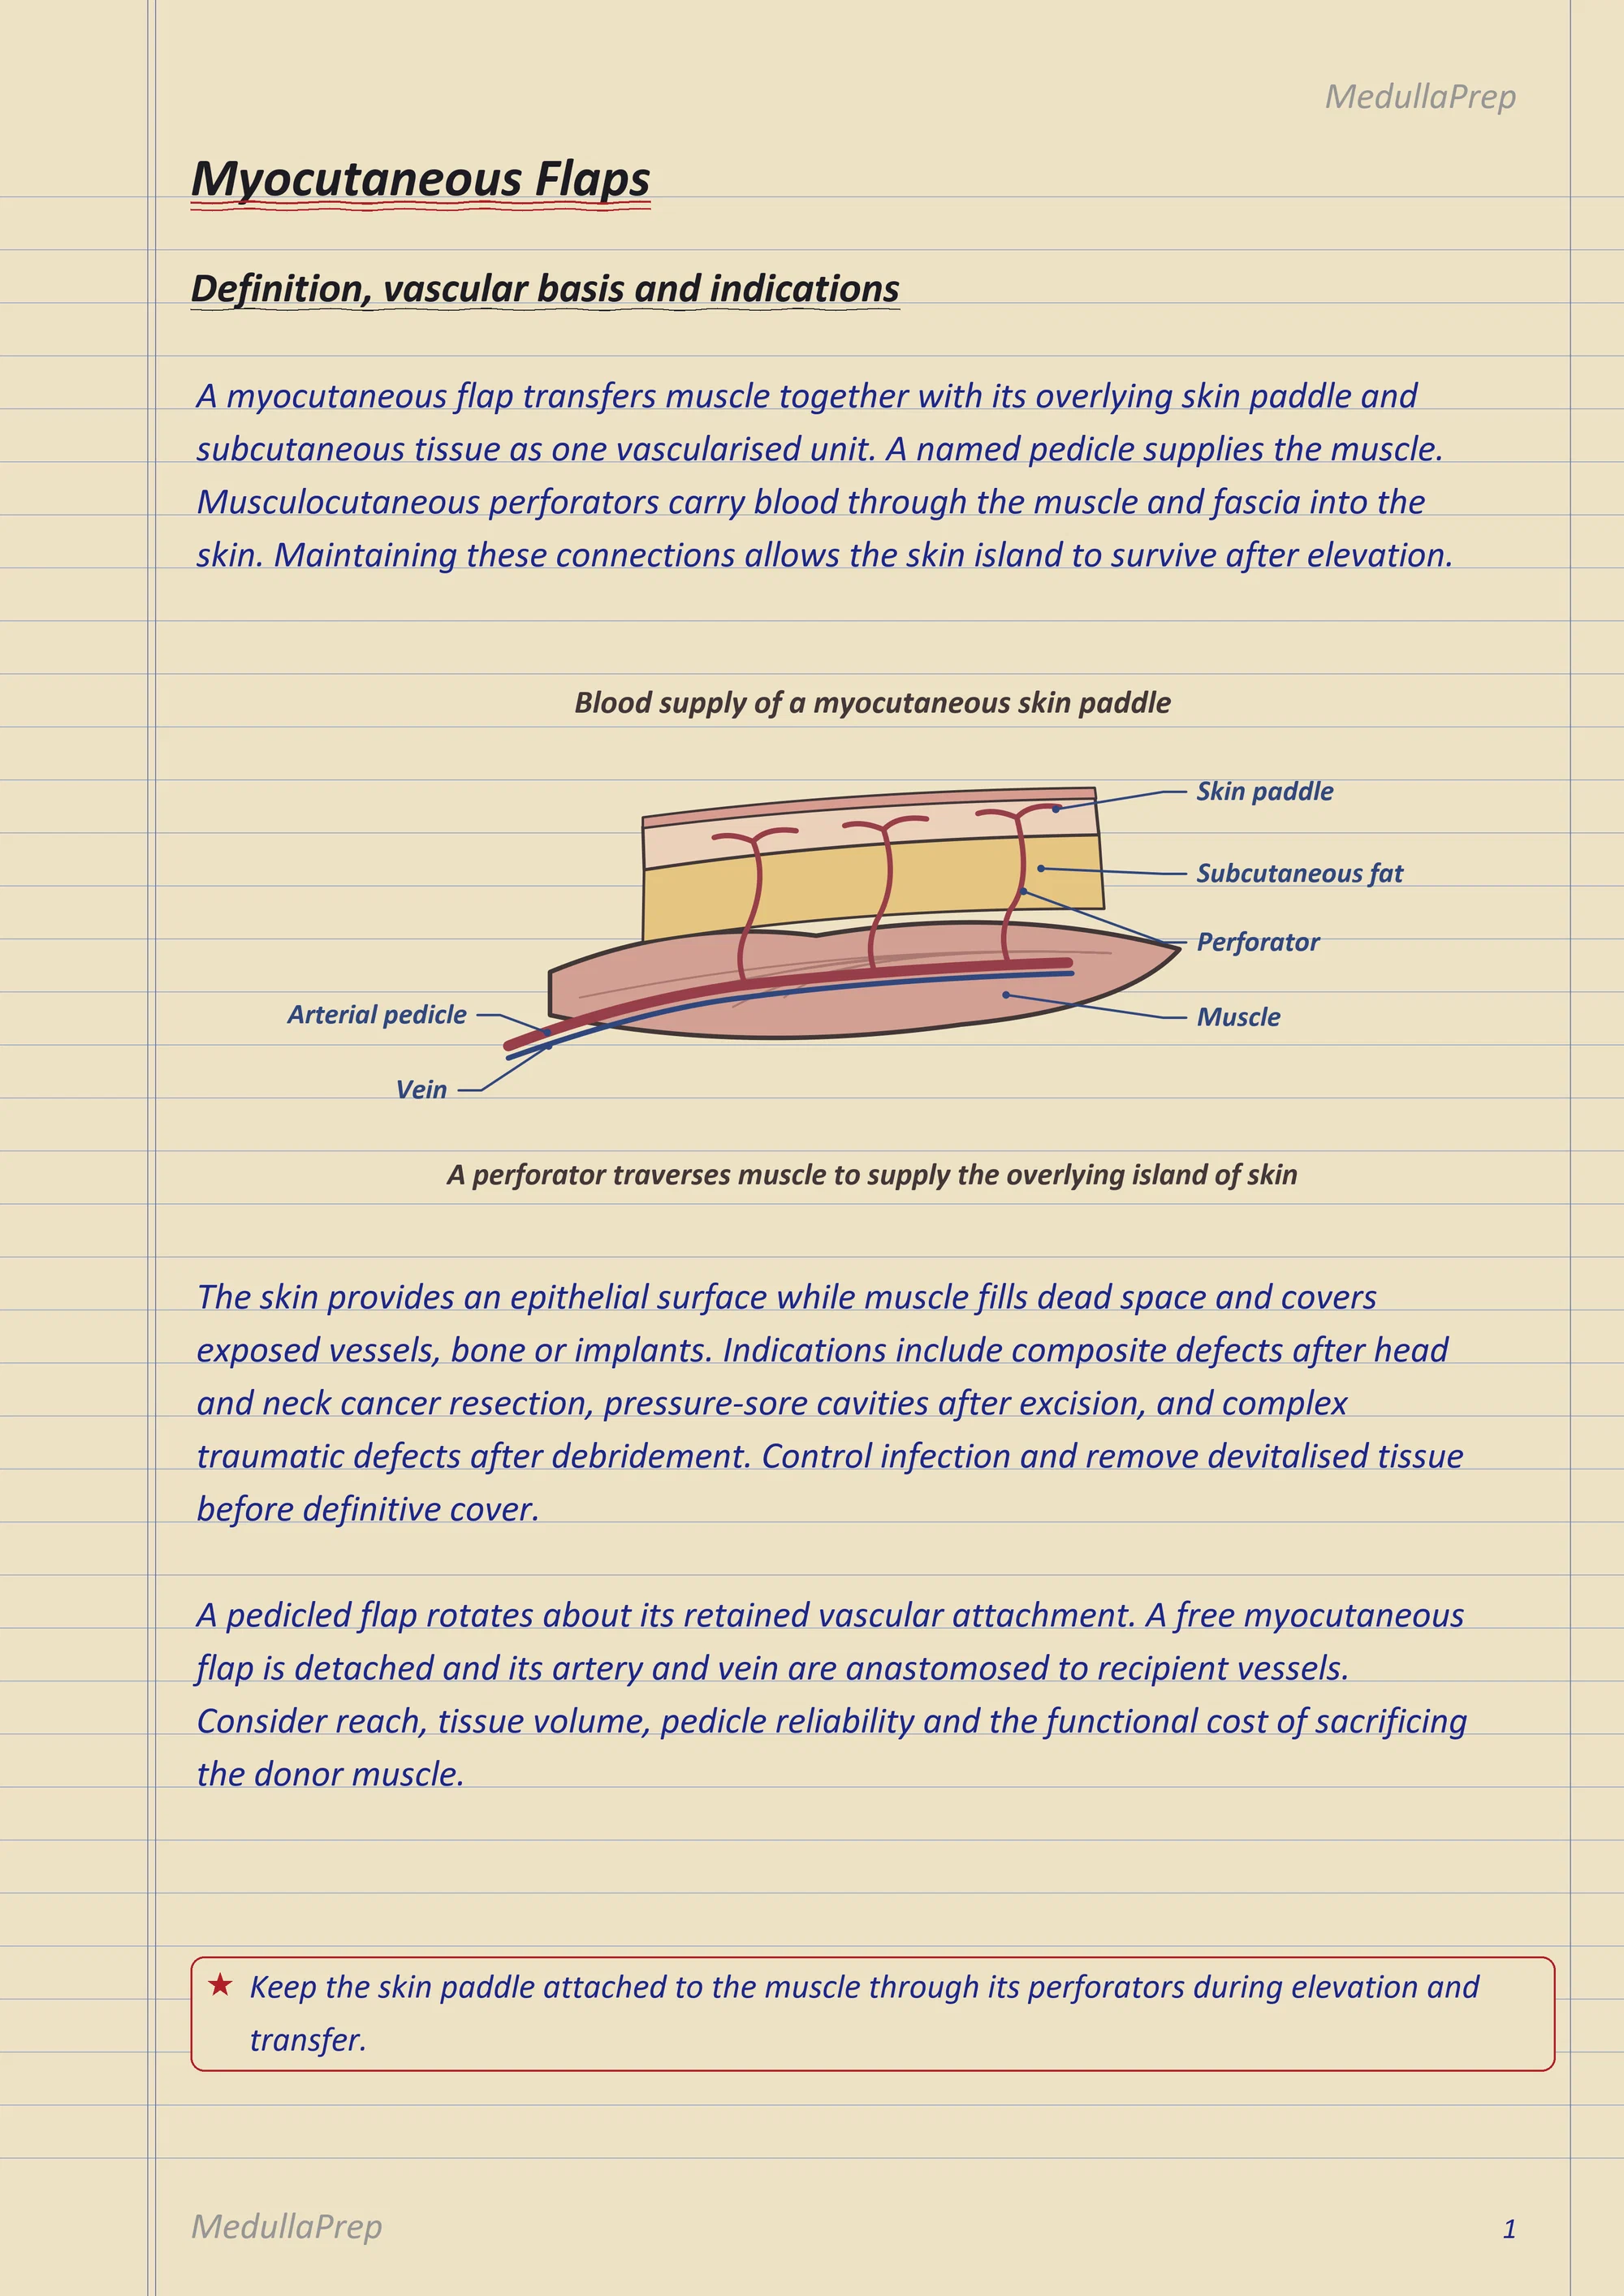 MedullaPrep
Myocutaneous Flaps
Definition, vascular basis and indications
A myocutaneous flap transfers muscle together with its overlying skin paddle and
subcutaneous tissue as one vascularised unit. A named pedicle supplies the muscle.
Musculocutaneous perforators carry blood through the muscle and fascia into the
skin. Maintaining these connections allows the skin island to survive after elevation.
Blood supply of a myocutaneous skin paddle
Skin paddle
Subcutaneous fat
Perforator
Arterial pedicle
Muscle
Vein
A perforator traverses muscle to supply the overlying island of skin
The skin provides an epithelial surface while muscle fills dead space and covers
exposed vessels, bone or implants. Indications include composite defects after head
and neck cancer resection, pressure-sore cavities after excision, and complex
traumatic defects after debridement. Control infection and remove devitalised tissue
before definitive cover.
A pedicled flap rotates about its retained vascular attachment. A free myocutaneous
flap is detached and its artery and vein are anastomosed to recipient vessels.
Consider reach, tissue volume, pedicle reliability and the functional cost of sacrificing
the donor muscle.
★ Keep the skin paddle attached to the muscle through its perforators during elevation and
transfer.
MedullaPrep
1